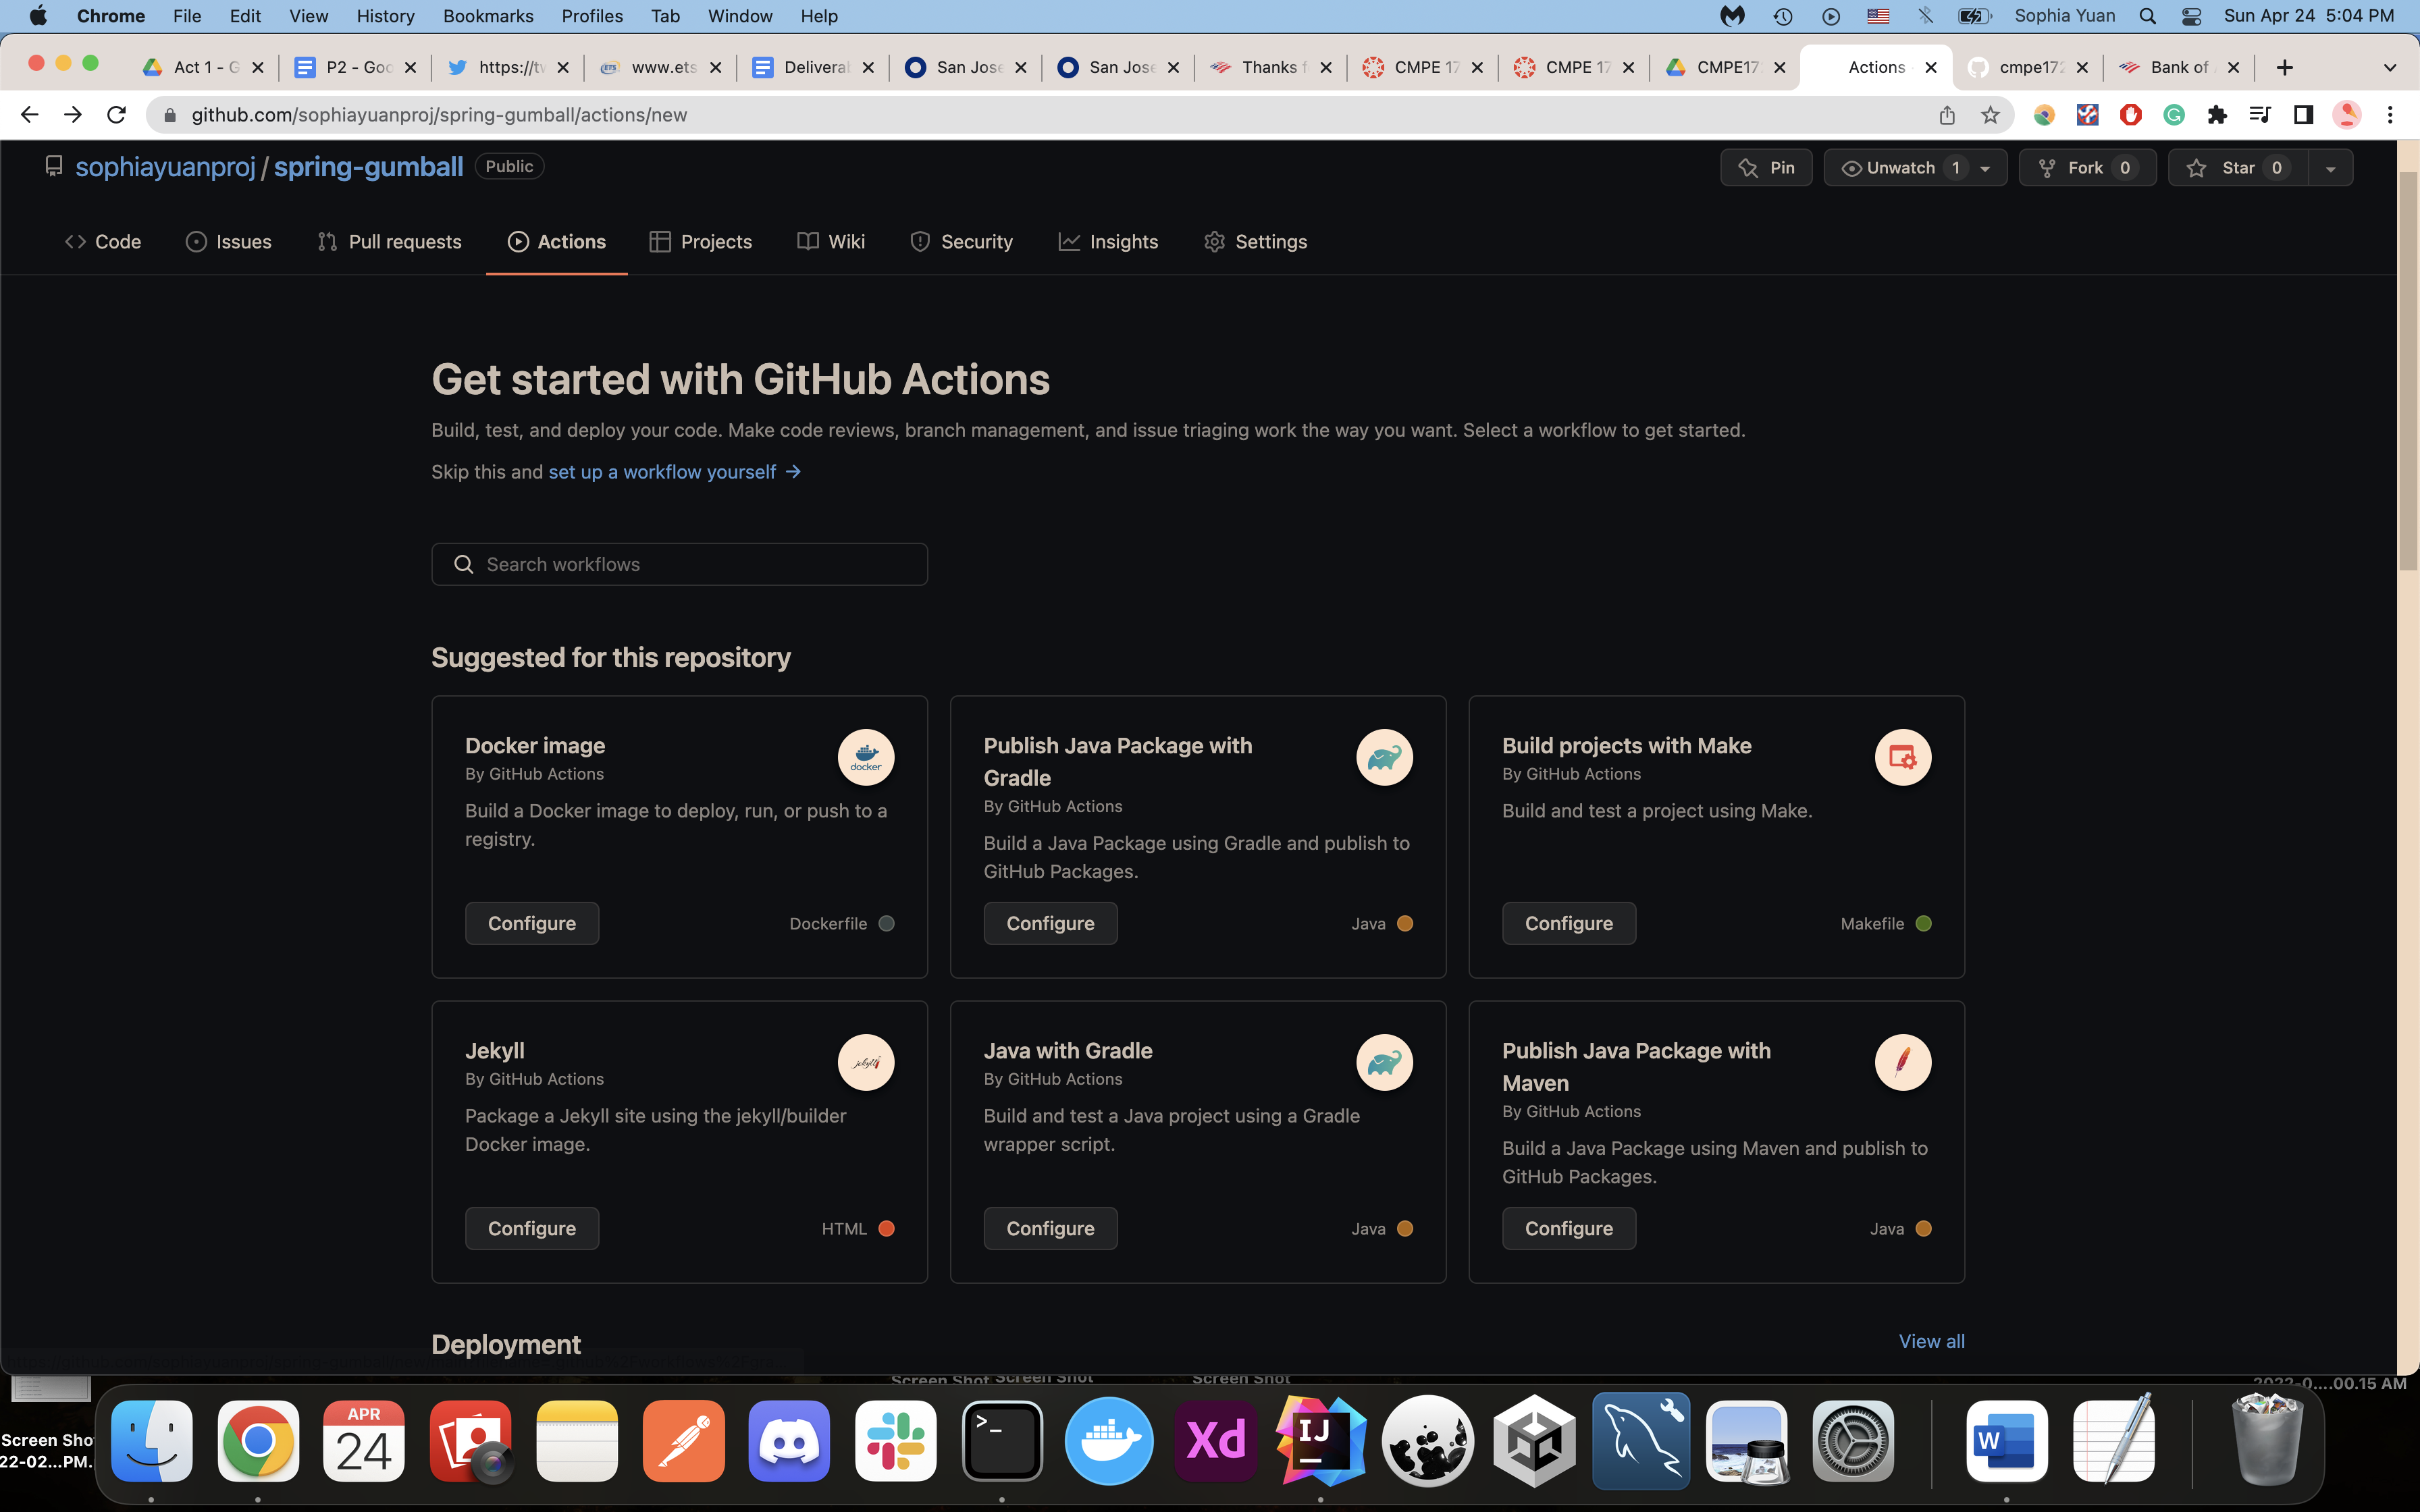 Chrome File Edit View History Bookmarks Profiles Tab Window Help Sophia Yuan Sun Apr 24 5:04 PM
Act 1 - G P2 - Goo https://tw www.ets Deliverab San Jose San Jose Thanks f CMPE 17 CMPE 17 CMPE17 Actions cmpe172 Bank of
github.com/sophiayuanproj/spring-gumball/actions/new
sophiayuanproj / spring-gumball Public Pin Unwatch 1 Fork 0 Star 0
Code Issues Pull requests Actions Projects Wiki Security Insights Settings
Get started with GitHub Actions
Build, test, and deploy your code. Make code reviews, branch management, and issue triaging work the way you want. Select a workflow to get started.
Skip this and set up a workflow yourself →
Search workflows
Suggested for this repository
Docker image
By GitHub Actions
Build a Docker image to deploy, run, or push to a
registry.
docker
Configure Dockerfile
Publish Java Package with
Gradle
By GitHub Actions
Build a Java Package using Gradle and publish to
GitHub Packages.
Configure Java
Build projects with Make
By GitHub Actions
Build and test a project using Make.
Configure Makefile
Jekyll
By GitHub Actions
Package a Jekyll site using the jekyll/builder
Docker image.
jekyll
Configure HTML
Java with Gradle
By GitHub Actions
Build and test a Java project using a Gradle
wrapper script.
Configure Java
Publish Java Package with
Maven
By GitHub Actions
Build a Java Package using Maven and publish to
GitHub Packages.
Configure Java
Deployment View all
Screen Shot Screen Shot Screen Shot
2022-0....00.15 AM
Screen Sho
22-02...PM.
APR
24
Xd
IJ
W